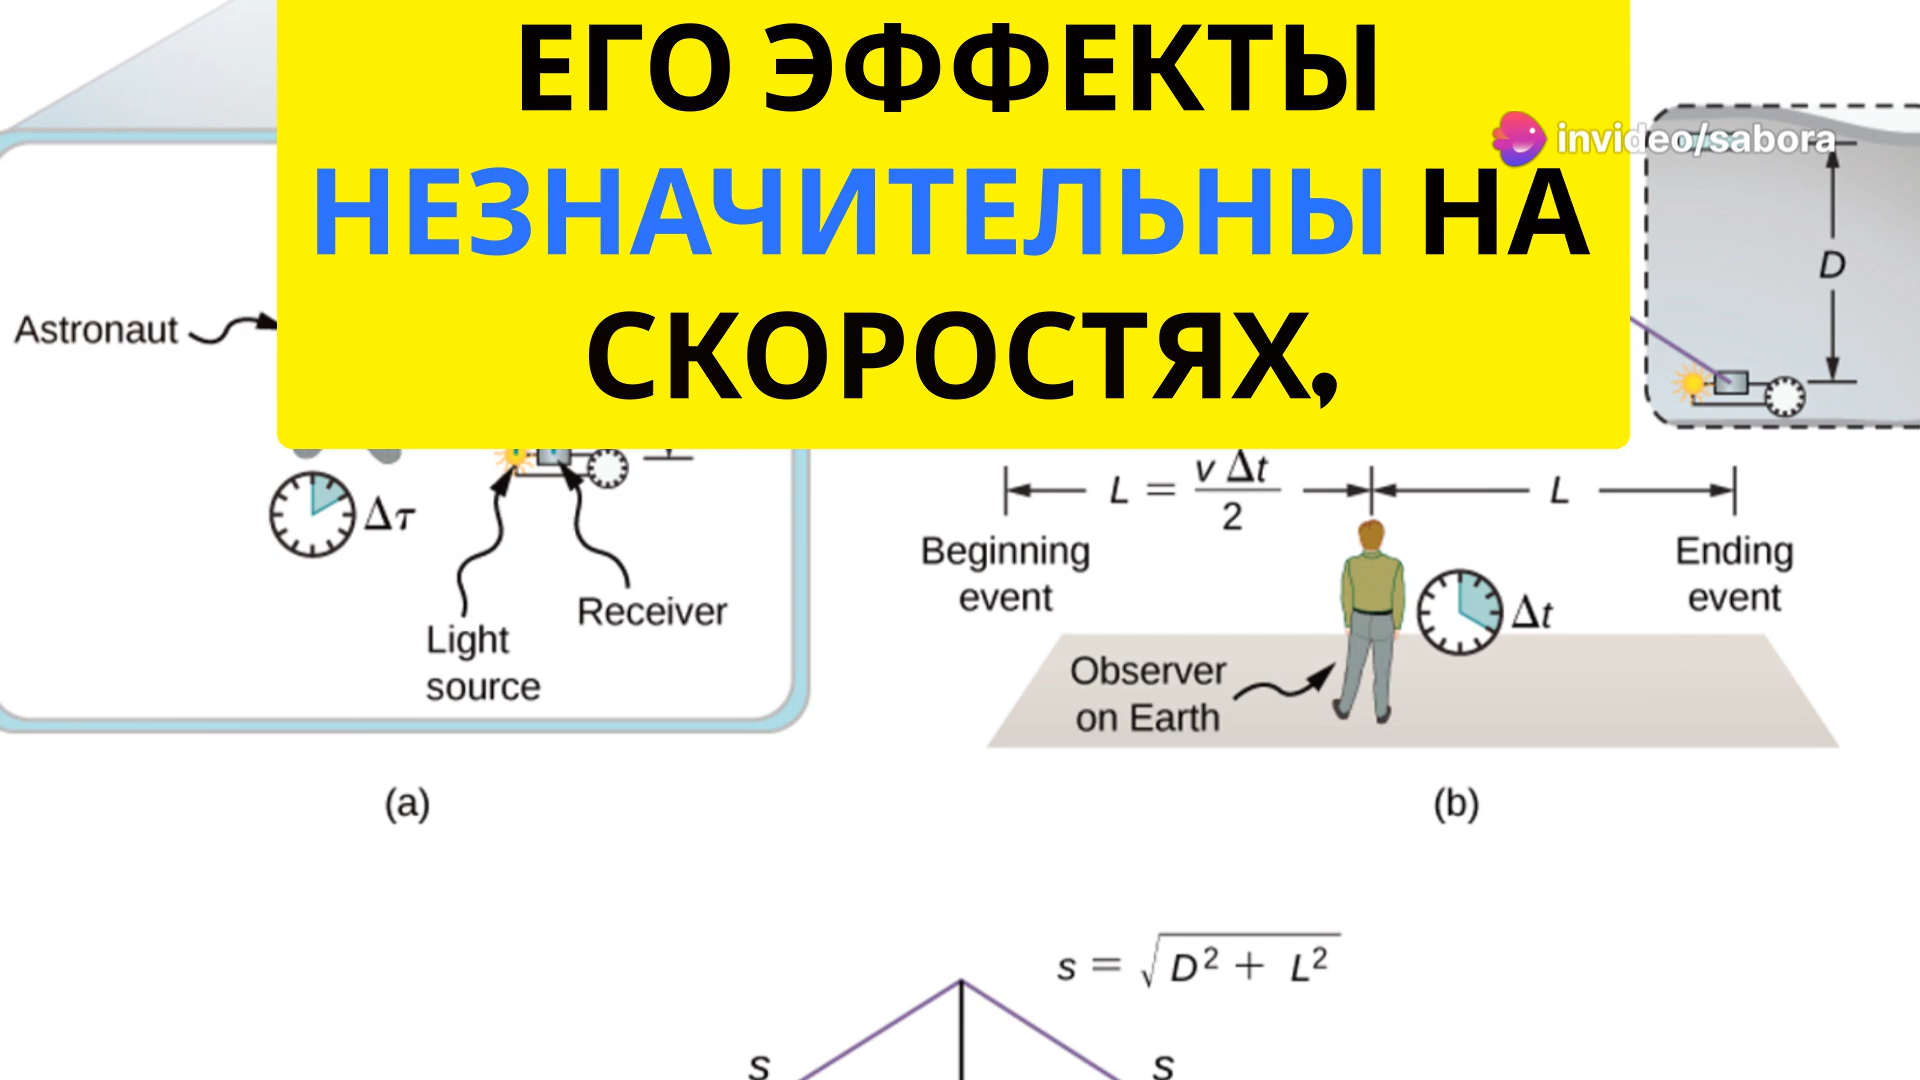 ЕГО ЭФФЕКТЫ
НЕЗНАЧИТЕЛЬНЫ НА
СКОРОСТЯХ,
invideo/sabora
D
Astronaut
Δτ
Light
source
Receiver
(a)
L = v Δt / 2
L
Beginning
event
Ending
event
Δt
Observer
on Earth
(b)
s = √D² + L²
s
s